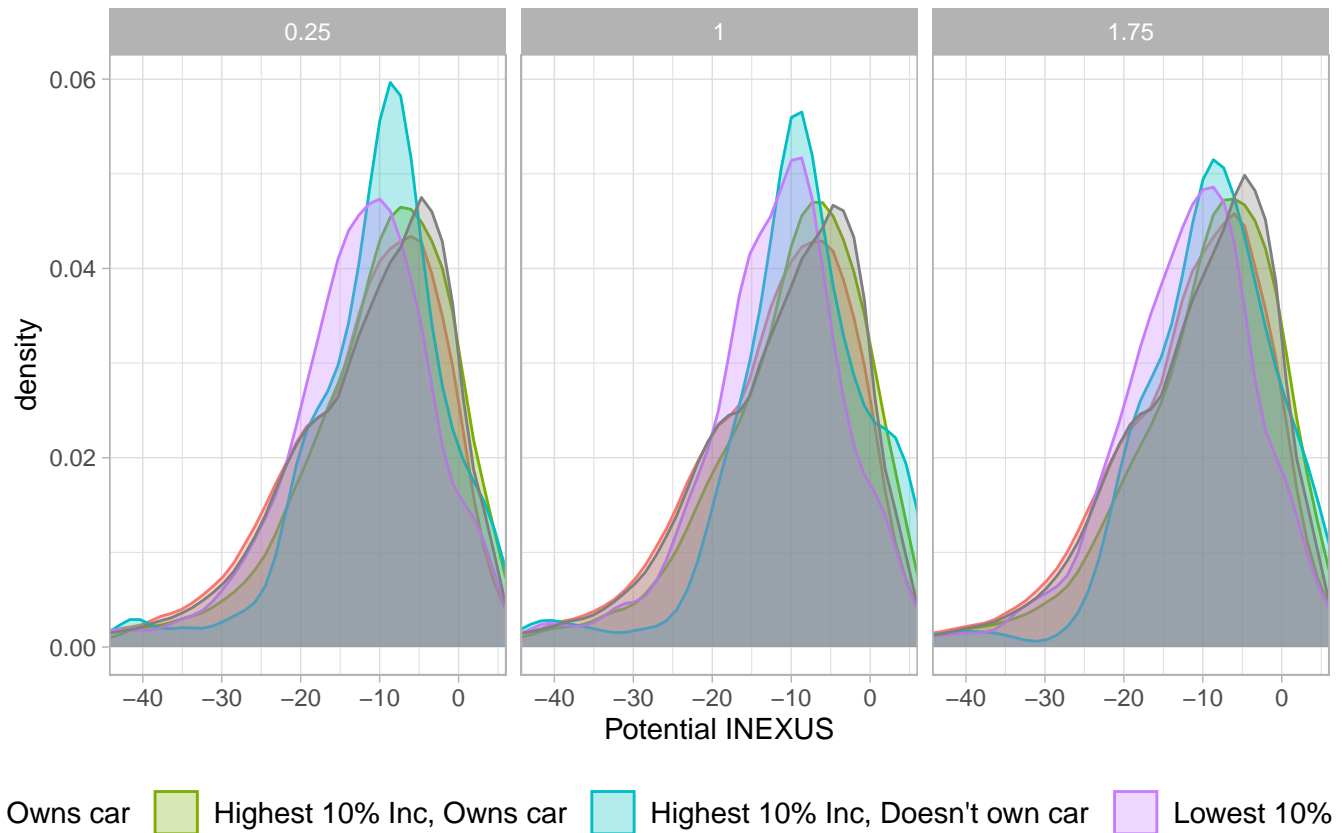 0.25 1 1.75
0.06
0.04
0.02
0.00
density
−40 −30 −20 −10 0 −40 −30 −20 −10 0 −40 −30 −20 −10 0
Potential INEXUS
Owns car Highest 10% Inc, Owns car Highest 10% Inc, Doesn't own car Lowest 10%